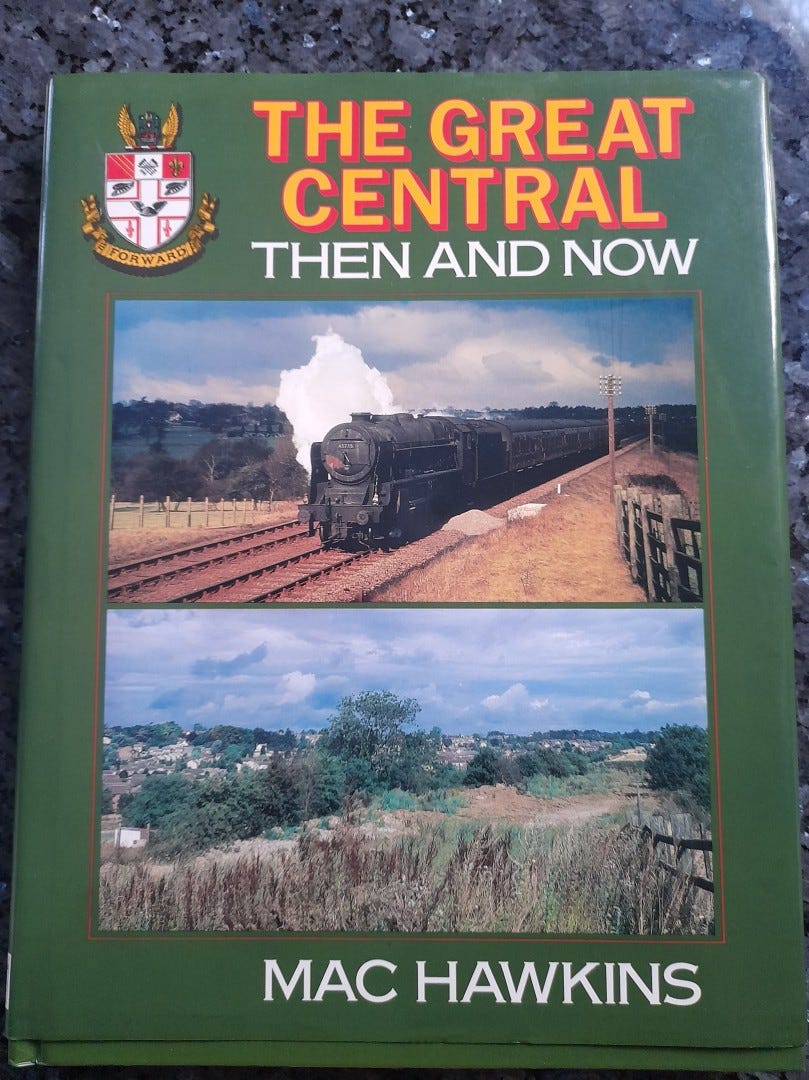 THE GREAT
CENTRAL
THEN AND NOW
FORWARD
MAC HAWKINS